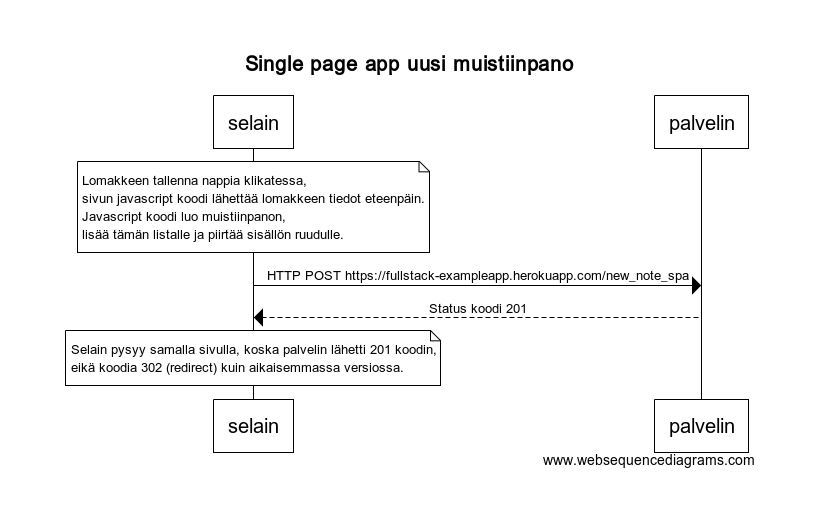 Single page app uusi muistiinpano
selain
palvelin
Lomakkeen tallenna nappia klikatessa,
sivun javascript koodi lähettää lomakkeen tiedot eteenpäin.
Javascript koodi luo muistiinpanon,
lisää tämän listalle ja piirtää sisällön ruudulle.
HTTP POST https://fullstack-exampleapp.herokuapp.com/new_note_spa
Status koodi 201
Selain pysyy samalla sivulla, koska palvelin lähetti 201 koodin,
eikä koodia 302 (redirect) kuin aikaisemmassa versiossa.
selain
palvelin
www.websequencediagrams.com